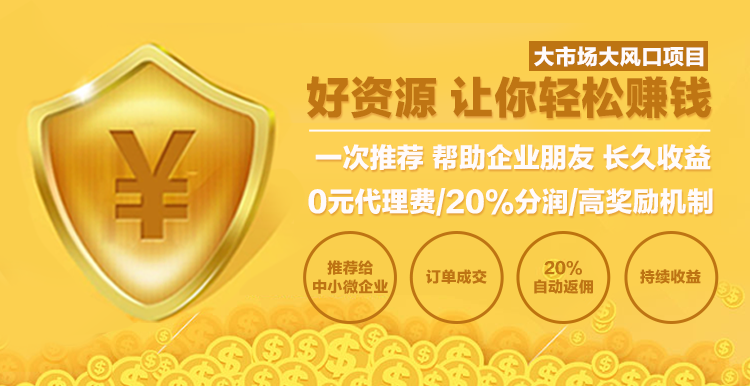 大市场大风口项目
好资源 让你轻松赚钱
一次推荐 帮助企业朋友 长久收益
0元代理费/20%分润/高奖励机制
¥
推荐给
中小微企业
订单成交
20%
自动返佣
持续收益